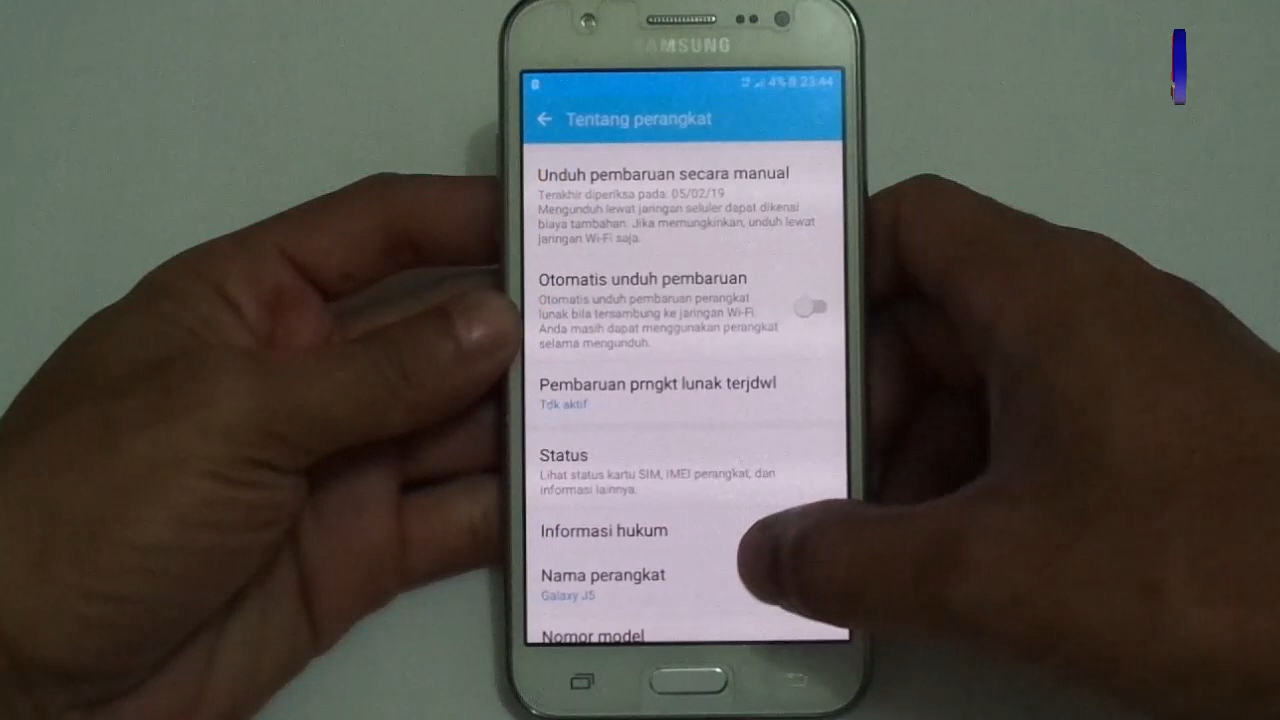 SAMSUNG
4% 23:44
Tentang perangkat
Unduh pembaruan secara manual
Terakhir diperiksa pada: 05/02/19
Mengunduh lewat jaringan seluler dapat dikenai
biaya tambahan. Jika memungkinkan, unduh lewat
jaringan Wi-Fi saja.
Otomatis unduh pembaruan
Otomatis unduh pembaruan perangkat
lunak bila tersambung ke jaringan Wi-Fi.
Anda masih dapat menggunakan perangkat
selama mengunduh.
Pembaruan prngkt lunak terjdwl
Tdk aktif
Status
Lihat status kartu SIM, IMEI perangkat, dan
informasi lainnya.
Informasi hukum
Nama perangkat
Galaxy J5
Nomor model